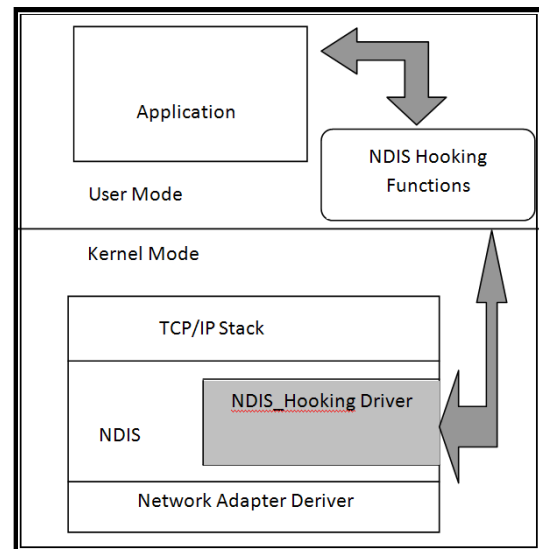 Application
NDIS Hooking
Functions
User Mode
Kernel Mode
TCP/IP Stack
NDIS_Hooking Driver
NDIS
Network Adapter Deriver